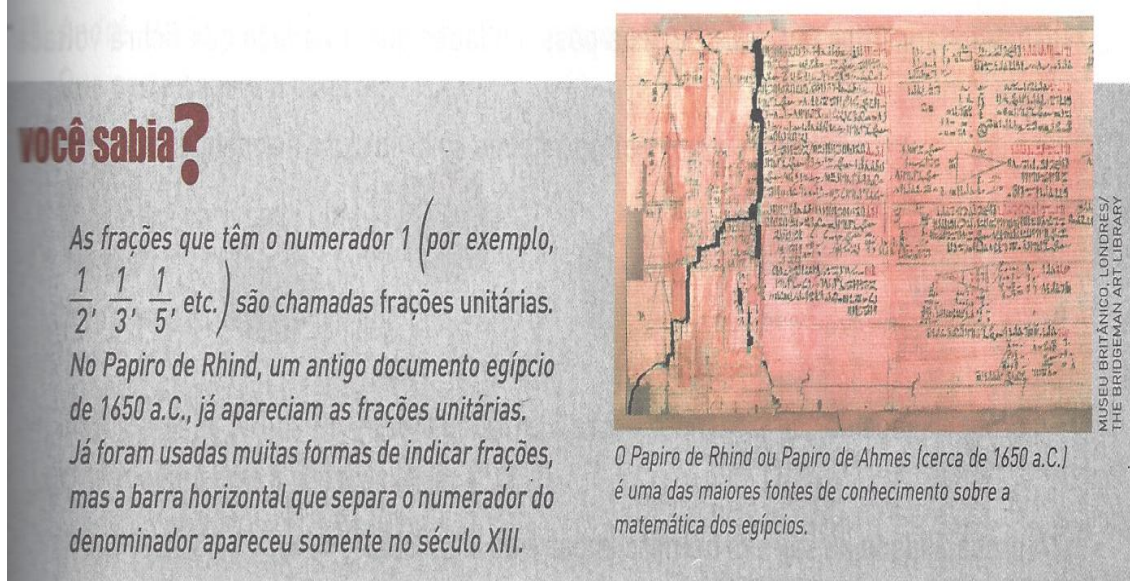 você sabia?
As frações que têm o numerador 1 (por exemplo,
1/2, 1/3, 1/5, etc.) são chamadas frações unitárias.
No Papiro de Rhind, um antigo documento egípcio
de 1650 a.C., já apareciam as frações unitárias.
Já foram usadas muitas formas de indicar frações,
mas a barra horizontal que separa o numerador do
denominador apareceu somente no século XIII.
MUSEU BRITÂNICO, LONDRES/
THE BRIDGEMAN ART LIBRARY
O Papiro de Rhind ou Papiro de Ahmes (cerca de 1650 a.C.)
é uma das maiores fontes de conhecimento sobre a
matemática dos egípcios.